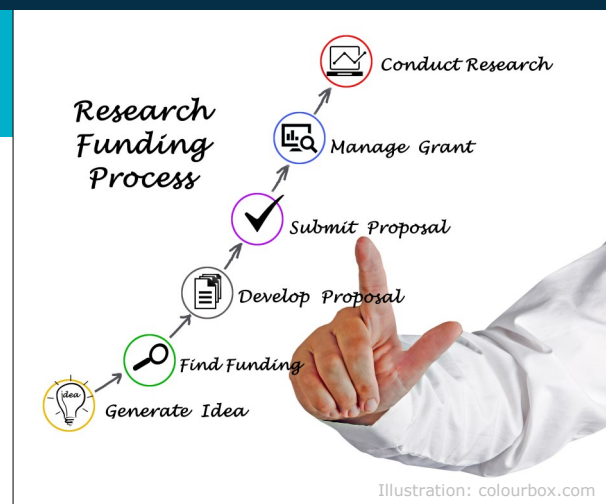 Research
Funding
Process
Conduct Research
Manage Grant
Submit Proposal
Develop Proposal
Find Funding
idea
Generate Idea
Illustration: colourbox.com